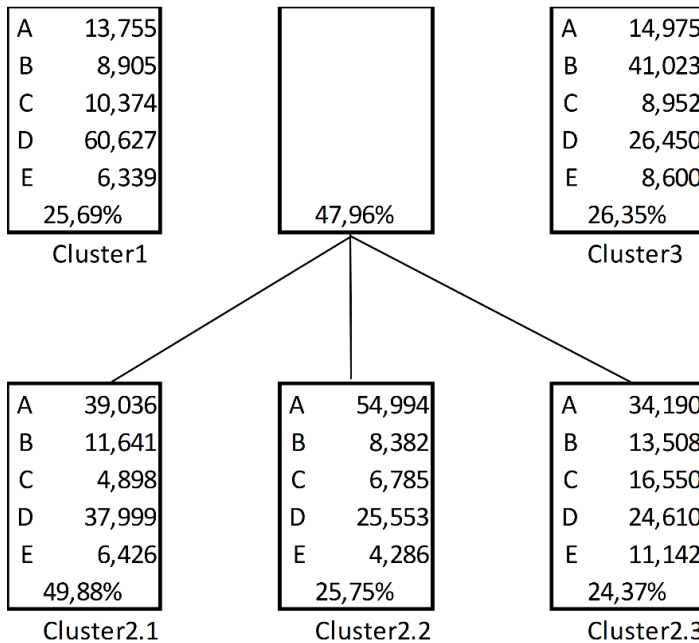 A 13,755
B 8,905
C 10,374
D 60,627
E 6,339
25,69%
Cluster1
47,96%
A 14,975
B 41,023
C 8,952
D 26,450
E 8,600
26,35%
Cluster3
A 39,036
B 11,641
C 4,898
D 37,999
E 6,426
49,88%
Cluster2.1
A 54,994
B 8,382
C 6,785
D 25,553
E 4,286
25,75%
Cluster2.2
A 34,190
B 13,508
C 16,550
D 24,610
E 11,142
24,37%
Cluster2.3